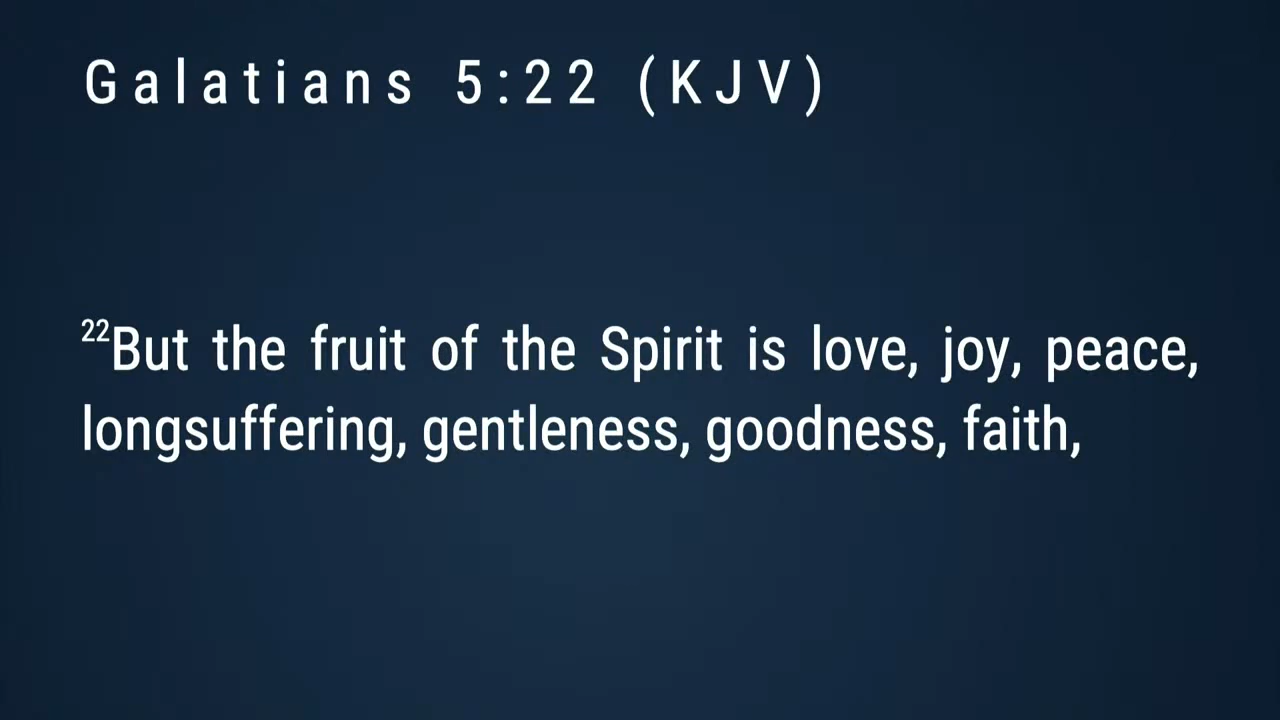 Galatians 5:22 (KJV)
22But the fruit of the Spirit is love, joy, peace,
longsuffering, gentleness, goodness, faith,